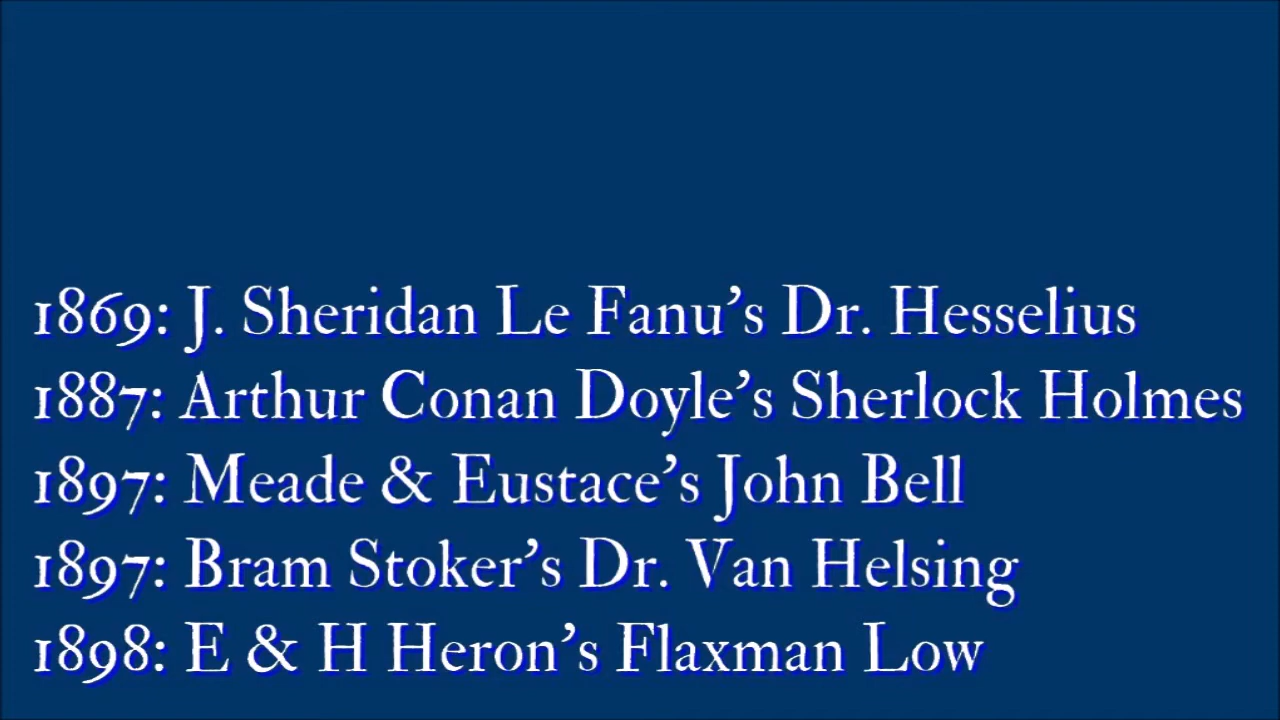 1869: J. Sheridan Le Fanu’s Dr. Hesselius
1887: Arthur Conan Doyle’s Sherlock Holmes
1897: Meade & Eustace’s John Bell
1897: Bram Stoker’s Dr. Van Helsing
1898: E & H Heron’s Flaxman Low